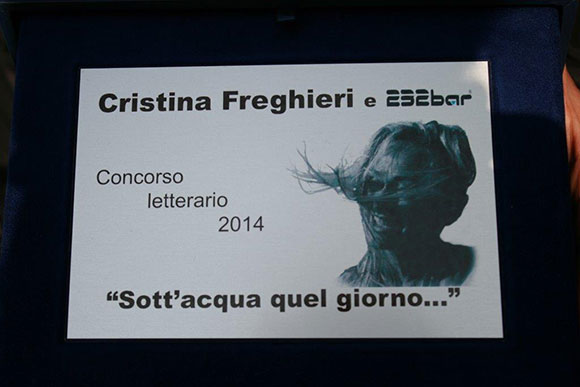 Cristina Freghieri e 232bar
Concorso
letterario
2014
“Sott’acqua quel giorno...”